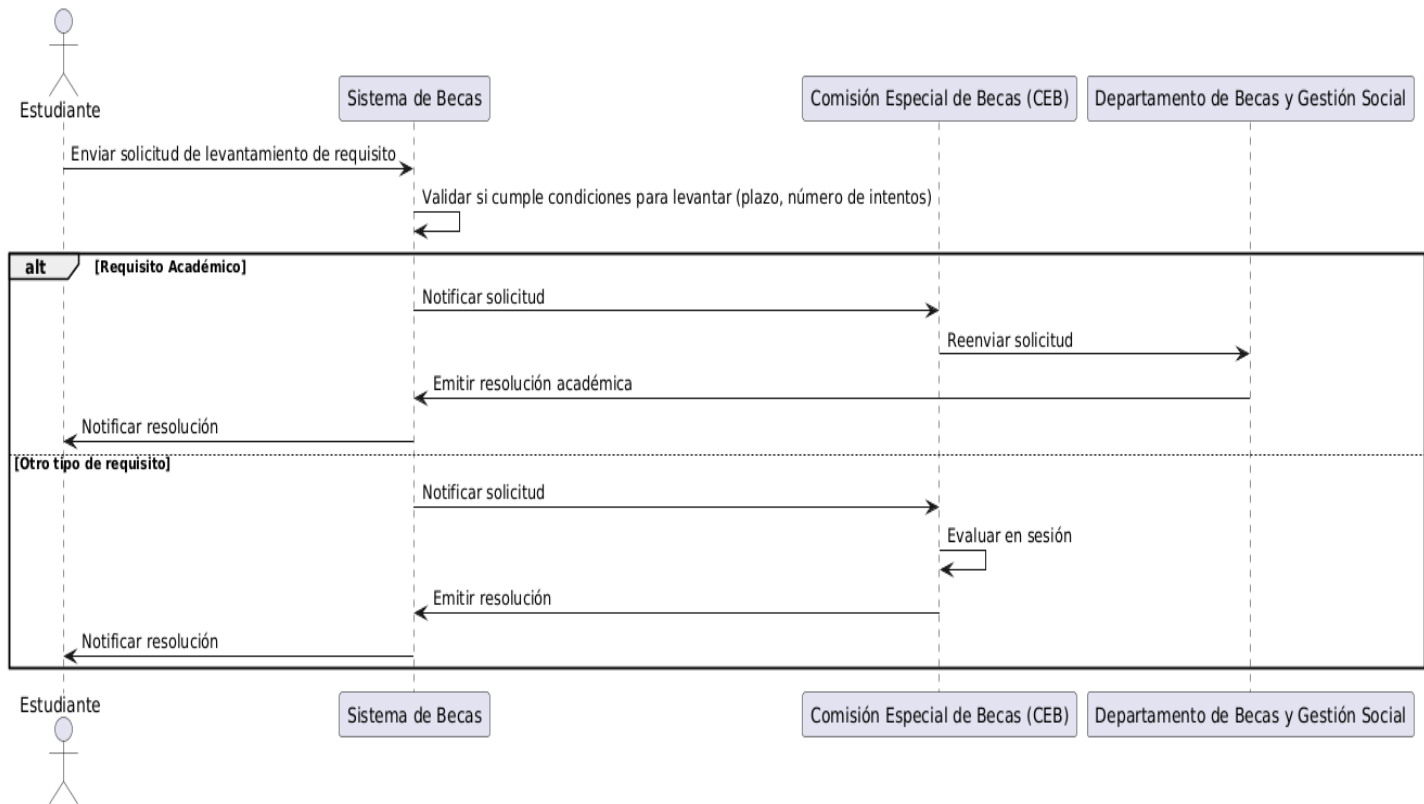 Estudiante
Sistema de Becas
Comisión Especial de Becas (CEB)
Departamento de Becas y Gestión Social
Enviar solicitud de levantamiento de requisito
Validar si cumple condiciones para levantar (plazo, número de intentos)
alt
[Requisito Académico]
Notificar solicitud
Reenviar solicitud
Emitir resolución académica
Notificar resolución
[Otro tipo de requisito]
Notificar solicitud
Evaluar en sesión
Emitir resolución
Notificar resolución
Estudiante
Sistema de Becas
Comisión Especial de Becas (CEB)
Departamento de Becas y Gestión Social